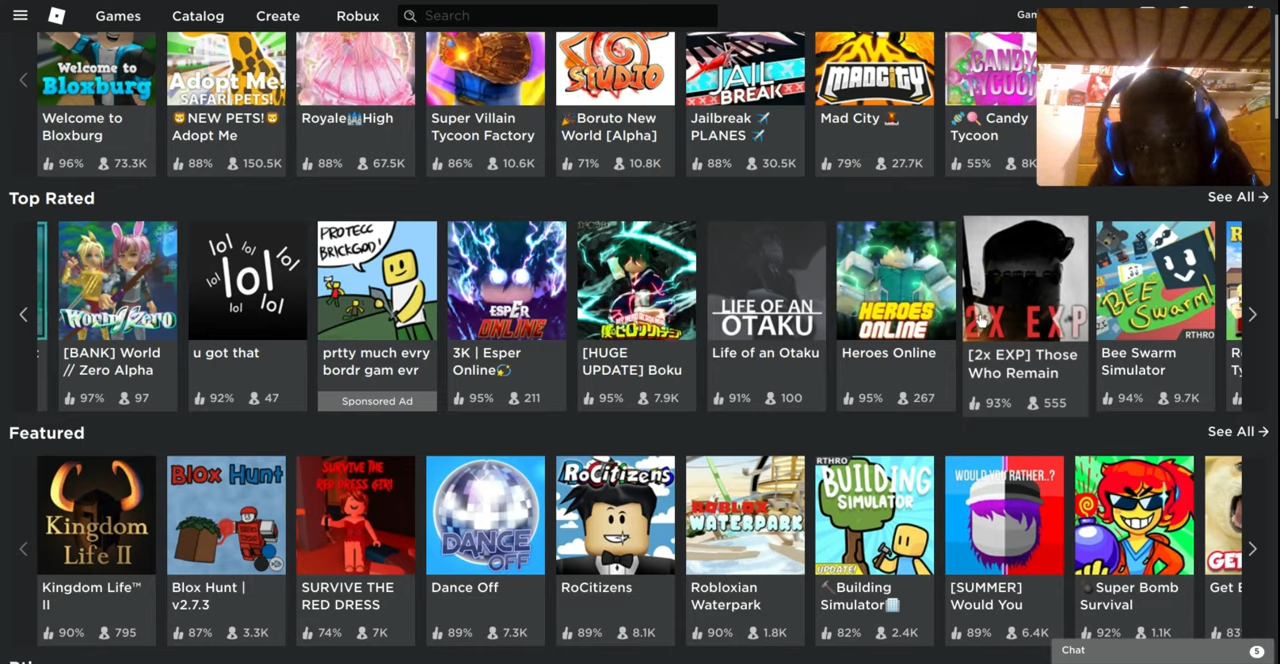 Games Catalog Create Robux Search Gam
Welcome to Bloxburg
Adopt Me!
SAFARI PETS!
STUDIO
JAIL BREAK
MADCITY
CANDY TYCOON
Welcome to Bloxburg
🦁NEW PETS!🦁 Adopt Me
Royale🏰High
Super Villain Tycoon Factory
🎉Boruto New World [Alpha]
Jailbreak ✈️ PLANES ✈️
Mad City 🌋
🍬🍭 Candy Tycoon
96% 73.3K
88% 150.5K
88% 67.5K
86% 10.6K
71% 10.8K
88% 30.5K
79% 27.7K
55% 8K
Top Rated
See All →
World Zero
lol lol lol lol lol lol lol
PROTECC BRICKGOD!
ESPER ONLINE
LIFE OF AN OTAKU
HEROES ONLINE
2X EXP
BEE Swarm!
RTHRO
[BANK] World // Zero Alpha
u got that
prtty much evry bordr gam evr
3K | Esper Online💫
[HUGE UPDATE] Boku
Life of an Otaku
Heroes Online
[2x EXP] Those Who Remain
Bee Swarm Simulator
97% 97
92% 47
Sponsored Ad
95% 211
95% 7.9K
91% 100
95% 267
93% 555
94% 9.7K
Featured
See All →
Kingdom Life II
Blox Hunt
SURVIVE THE RED DRESS GIRL
DANCE OFF
RoCitizens
ROBLOX WATERPARK
RTHRO
BUILDING SIMULATOR
UPDATE!
WOULD YOU RATHER..?
GET
Kingdom Life™ II
Blox Hunt | v2.7.3
SURVIVE THE RED DRESS
Dance Off
RoCitizens
Robloxian Waterpark
🔨Building Simulator🏢
[SUMMER] Would You
💣Super Bomb Survival
Get E
90% 795
87% 3.3K
74% 7K
89% 7.3K
89% 8.1K
90% 1.8K
82% 2.4K
89% 6.4K
92% 1.1K
83
Chat 5